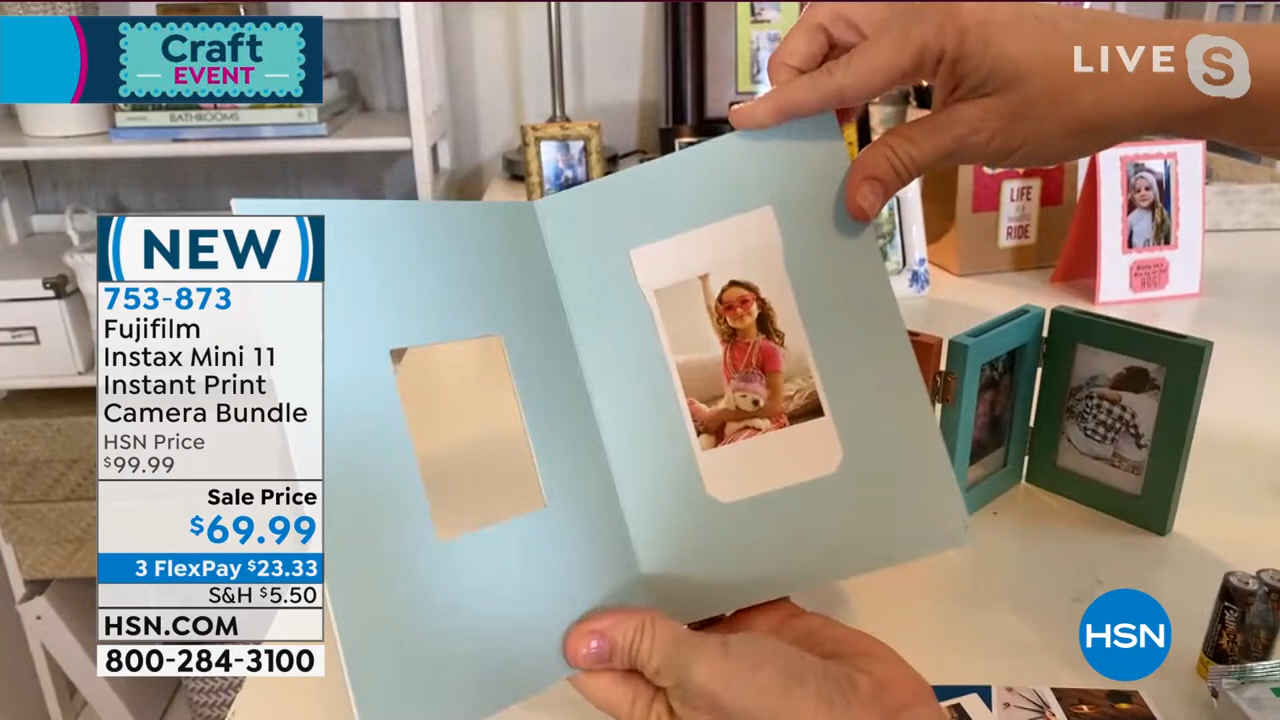 Craft
EVENT
LIVE S
BATHROOMS
LIFE
RIDE
HUG!
NEW
753-873
Fujifilm
Instax Mini 11
Instant Print
Camera Bundle
HSN Price
$99.99
Sale Price
$69.99
3 FlexPay $23.33
S&H $5.50
HSN.COM
800-284-3100
HSN